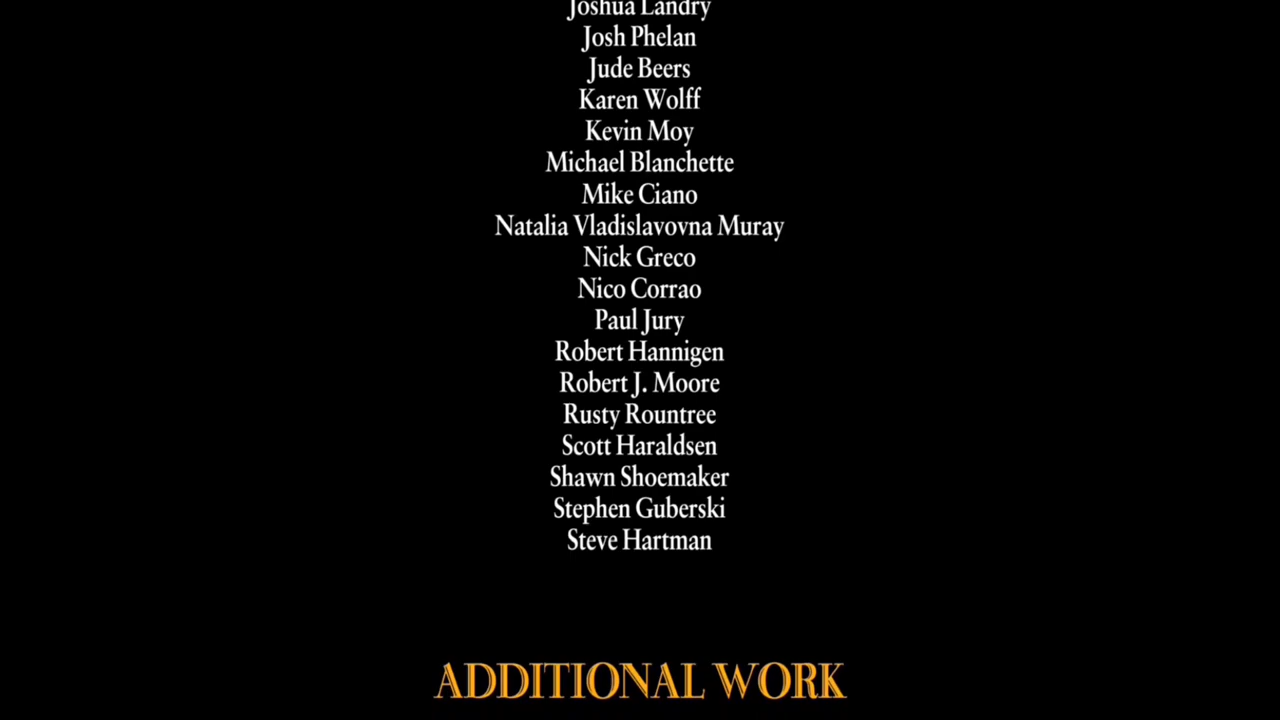 Joshua Landry
Josh Phelan
Jude Beers
Karen Wolff
Kevin Moy
Michael Blanchette
Mike Ciano
Natalia Vladislavovna Muray
Nick Greco
Nico Corrao
Paul Jury
Robert Hannigen
Robert J. Moore
Rusty Rountree
Scott Haraldsen
Shawn Shoemaker
Stephen Guberski
Steve Hartman
ADDITIONAL WORK